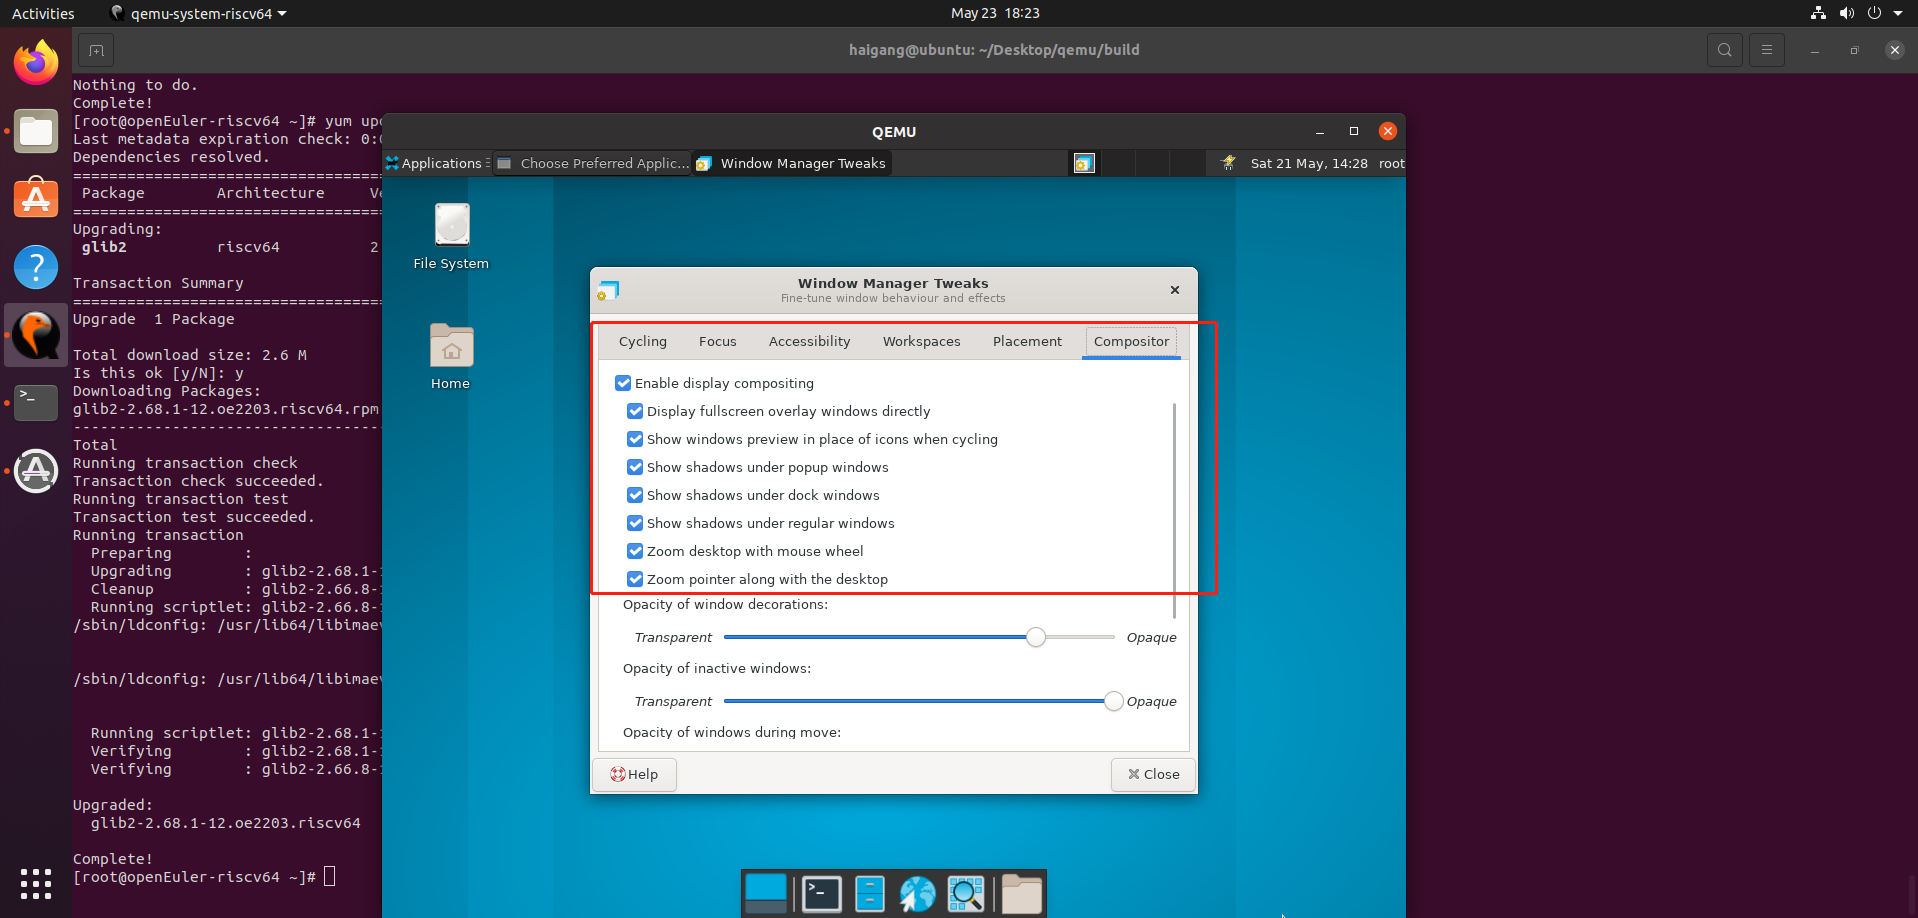 Activities
qemu-system-riscv64
May 23 18:23
haigang@ubuntu: ~/Desktop/qemu/build
Nothing to do.
Complete!
[root@openEuler-riscv64 ~]# yum
Last metadata expiration check:
Dependencies resolved.
================================
Package Architecture
================================
Upgrading:
glib2 riscv64 2
Transaction Summary
================================
Upgrade 1 Package
Total download size: 2.6 M
Is this ok [y/N]: y
Downloading Packages:
glib2-2.68.1-12.oe2203.riscv64.rpm
--------------------------------
Total
Running transaction check
Transaction check succeeded.
Running transaction test
Transaction test succeeded.
Running transaction
Preparing :
Upgrading : glib2-2.68.1-
Cleanup : glib2-2.66.8-
Running scriptlet: glib2-2.66.8-
/sbin/ldconfig: /usr/lib64/libimaev
/sbin/ldconfig: /usr/lib64/libimaev
Running scriptlet: glib2-2.68.1-
Verifying : glib2-2.68.1-
Verifying : glib2-2.66.8-
Upgraded:
glib2-2.68.1-12.oe2203.riscv64
Complete!
[root@openEuler-riscv64 ~]#
QEMU
Applications
Choose Preferred Applic...
Window Manager Tweaks
Sat 21 May, 14:28
root
File System
Home
Window Manager Tweaks
Fine-tune window behaviour and effects
Cycling
Focus
Accessibility
Workspaces
Placement
Compositor
Enable display compositing
Display fullscreen overlay windows directly
Show windows preview in place of icons when cycling
Show shadows under popup windows
Show shadows under dock windows
Show shadows under regular windows
Zoom desktop with mouse wheel
Zoom pointer along with the desktop
Opacity of window decorations:
Transparent
Opaque
Opacity of inactive windows:
Transparent
Opaque
Opacity of windows during move:
Help
Close